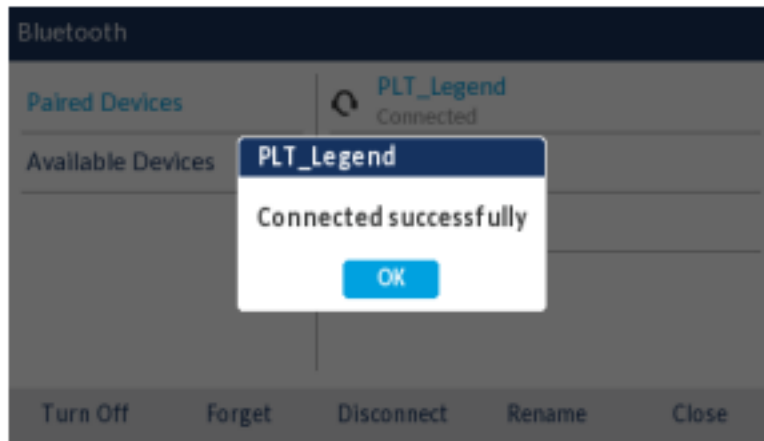 Bluetooth
Paired Devices
Available Devices
PLT_Legend
Connected
PLT_Legend
Connected successfully
OK
Turn Off Forget Disconnect Rename Close